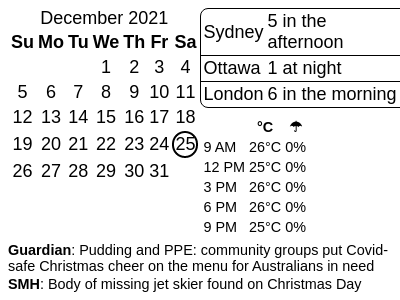 December 2021
Su Mo Tu We Th Fr Sa
1 2 3 4
5 6 7 8 9 10 11
12 13 14 15 16 17 18
19 20 21 22 23 24 25
26 27 28 29 30 31
Sydney 5 in the
afternoon
Ottawa 1 at night
London 6 in the morning
°C ☂
9 AM 26°C 0%
12 PM 25°C 0%
3 PM 26°C 0%
6 PM 26°C 0%
9 PM 25°C 0%
Guardian: Pudding and PPE: community groups put Covid-
safe Christmas cheer on the menu for Australians in need
SMH: Body of missing jet skier found on Christmas Day